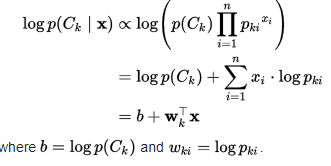 log p(C_k | x) ∝ log( p(C_k) ∏_{i=1}^{n} p_{ki}^{x_i} )
= log p(C_k) + ∑_{i=1}^{n} x_i · log p_{ki}
= b + w_k^⊤ x
where b = log p(C_k) and w_{ki} = log p_{ki} .